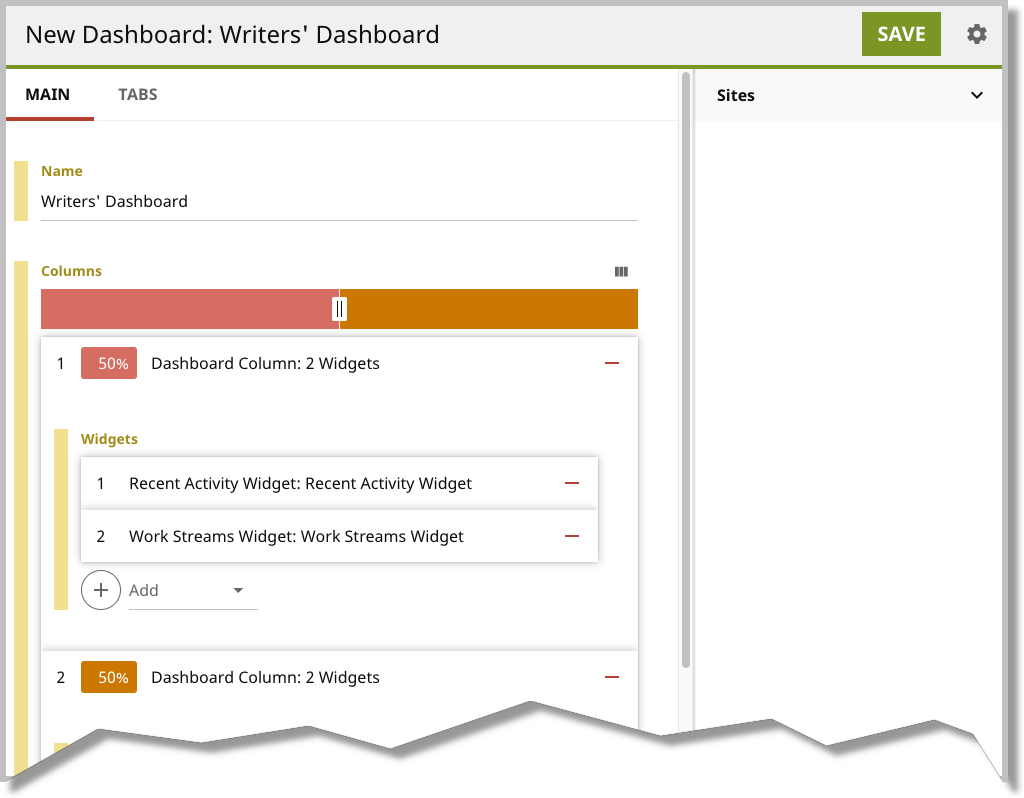 New Dashboard: Writers' Dashboard
SAVE
MAIN
TABS
Sites
Name
Writers' Dashboard
Columns
1 50% Dashboard Column: 2 Widgets
Widgets
1 Recent Activity Widget: Recent Activity Widget
2 Work Streams Widget: Work Streams Widget
Add
2 50% Dashboard Column: 2 Widgets